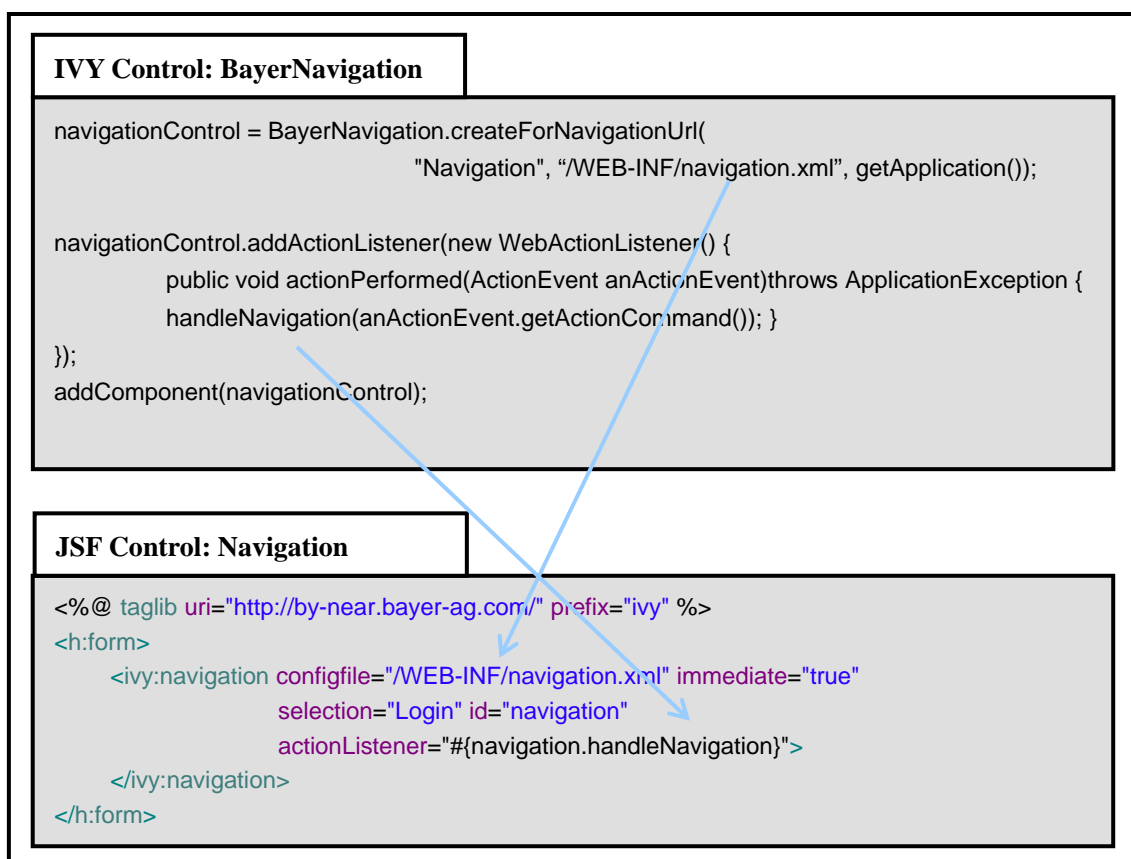 IVY Control: BayerNavigation
navigationControl = BayerNavigation.createForNavigationUrl(
"Navigation", “/WEB-INF/navigation.xml”, getApplication());
navigationControl.addActionListener(new WebActionListener() {
public void actionPerformed(ActionEvent anActionEvent)throws ApplicationException {
handleNavigation(anActionEvent.getActionCommand()); }
});
addComponent(navigationControl);
JSF Control: Navigation
<%@ taglib uri="http://by-near.bayer-ag.com/" prefix="ivy" %>
<h:form>
<ivy:navigation configfile="/WEB-INF/navigation.xml" immediate="true"
selection="Login" id="navigation"
actionListener="#{navigation.handleNavigation}">
</ivy:navigation>
</h:form>